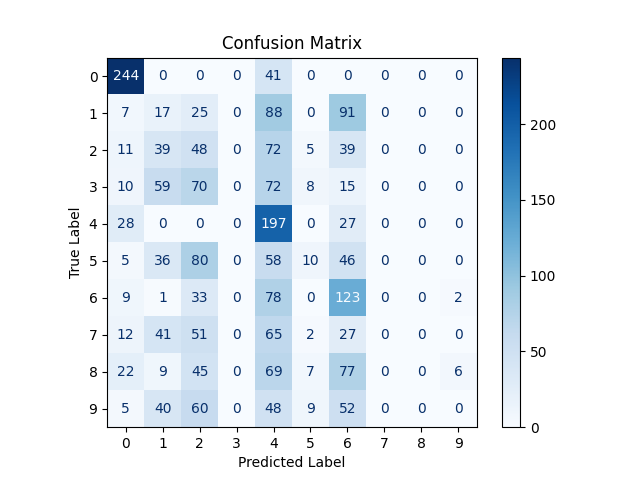 Confusion Matrix
0 244 0 0 0 41 0 0 0 0 0
1 7 17 25 0 88 0 91 0 0 0
2 11 39 48 0 72 5 39 0 0 0
3 10 59 70 0 72 8 15 0 0 0
4 28 0 0 0 197 0 27 0 0 0
5 5 36 80 0 58 10 46 0 0 0
6 9 1 33 0 78 0 123 0 0 2
7 12 41 51 0 65 2 27 0 0 0
8 22 9 45 0 69 7 77 0 0 6
9 5 40 60 0 48 9 52 0 0 0
0 1 2 3 4 5 6 7 8 9
Predicted Label
True Label
200
150
100
50
0